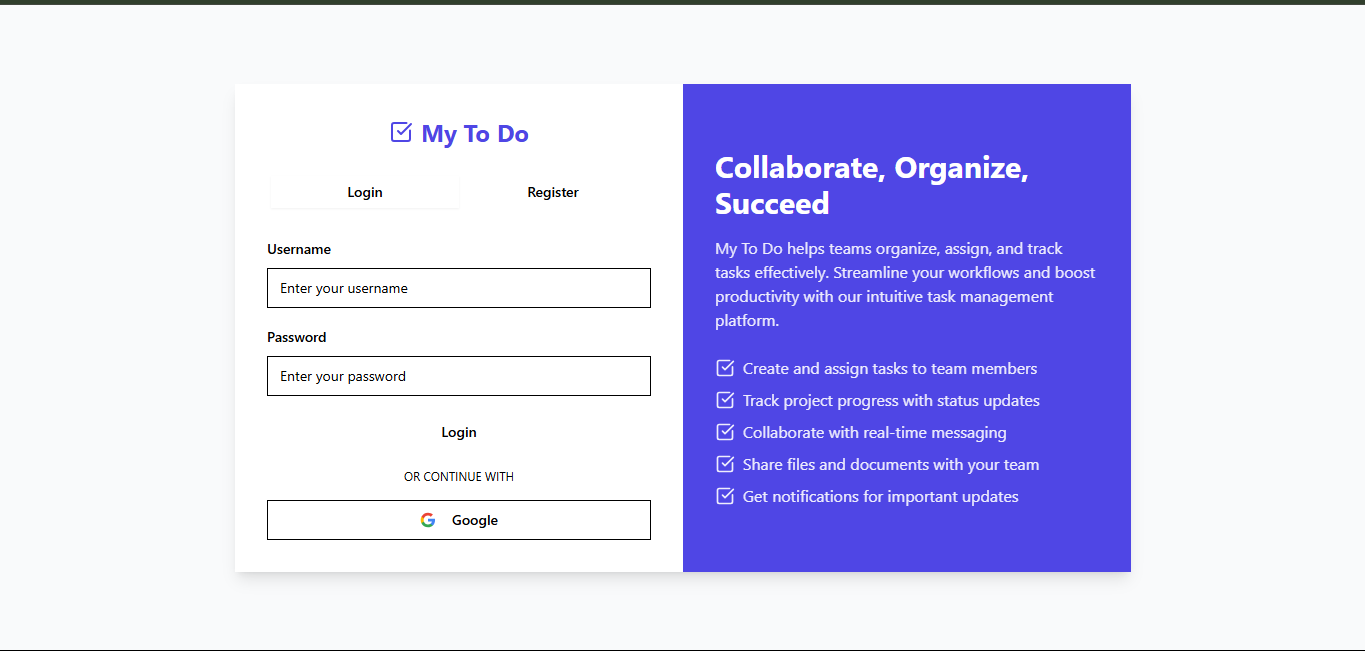 My To Do
Login
Register
Username
Enter your username
Password
Enter your password
Login
OR CONTINUE WITH
Google
Collaborate, Organize,
Succeed
My To Do helps teams organize, assign, and track
tasks effectively. Streamline your workflows and boost
productivity with our intuitive task management
platform.
Create and assign tasks to team members
Track project progress with status updates
Collaborate with real-time messaging
Share files and documents with your team
Get notifications for important updates